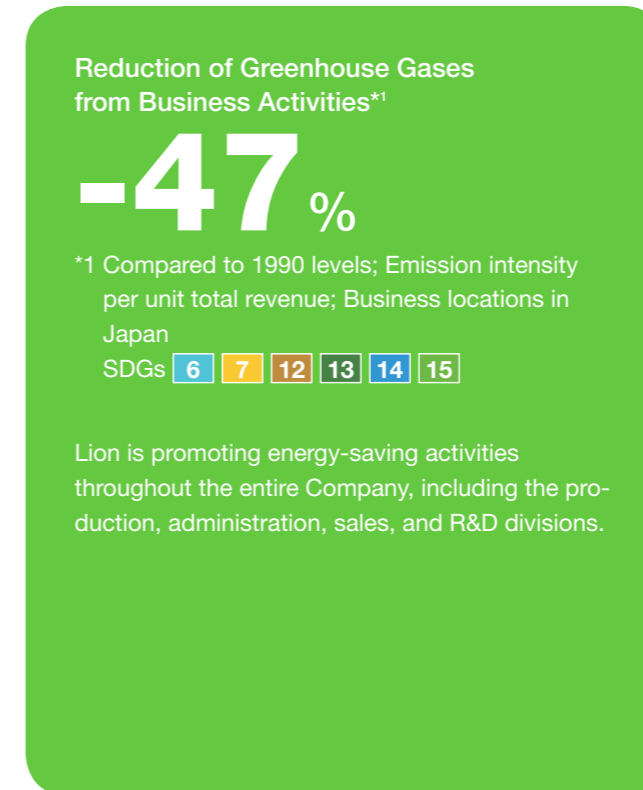 Reduction of Greenhouse Gases
from Business Activities*1
-47%
*1 Compared to 1990 levels; Emission intensity
per unit total revenue; Business locations in
Japan
SDGs 6 7 12 13 14 15
Lion is promoting energy-saving activities
throughout the entire Company, including the pro-
duction, administration, sales, and R&D divisions.